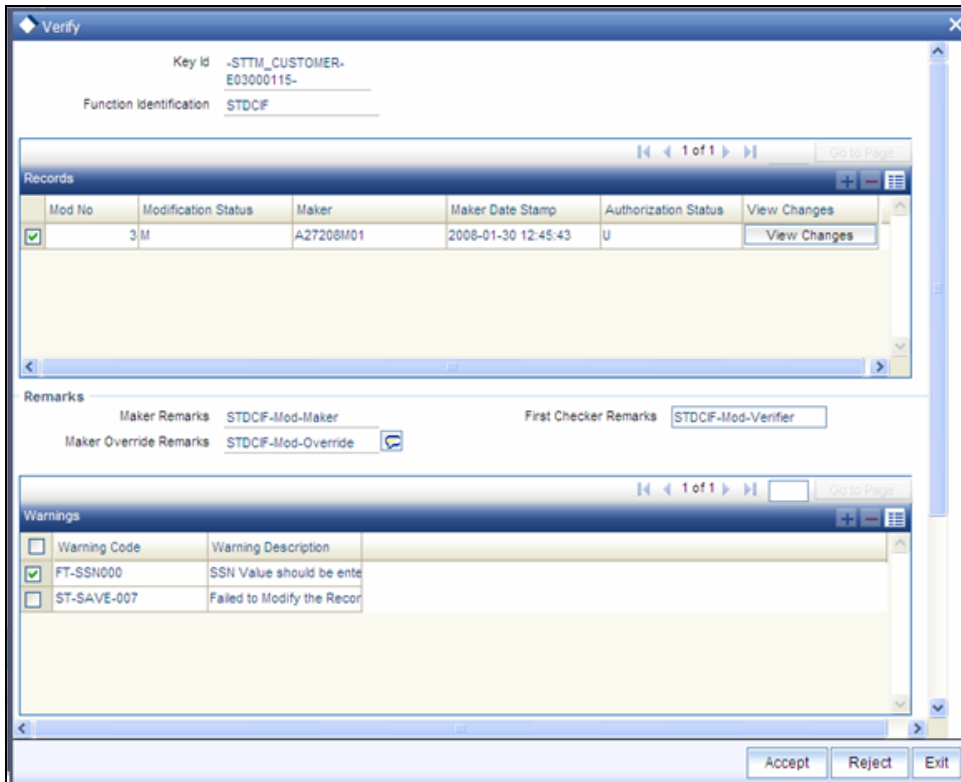 Verify
Key Id -STTM_CUSTOMER-
E03000115-
Function Identification STDCIF
1 of 1 Go to Page
Records
Mod No Modification Status Maker Maker Date Stamp Authorization Status View Changes
3 M A27208M01 2008-01-30 12:45:43 U View Changes
Remarks
Maker Remarks STDCIF-Mod-Maker First Checker Remarks STDCIF-Mod-Verifier
Maker Override Remarks STDCIF-Mod-Override
1 of 1 Go to Page
Warnings
Warning Code Warning Description
FT-SSN000 SSN Value should be ente
ST-SAVE-007 Failed to Modify the Recor
Accept Reject Exit